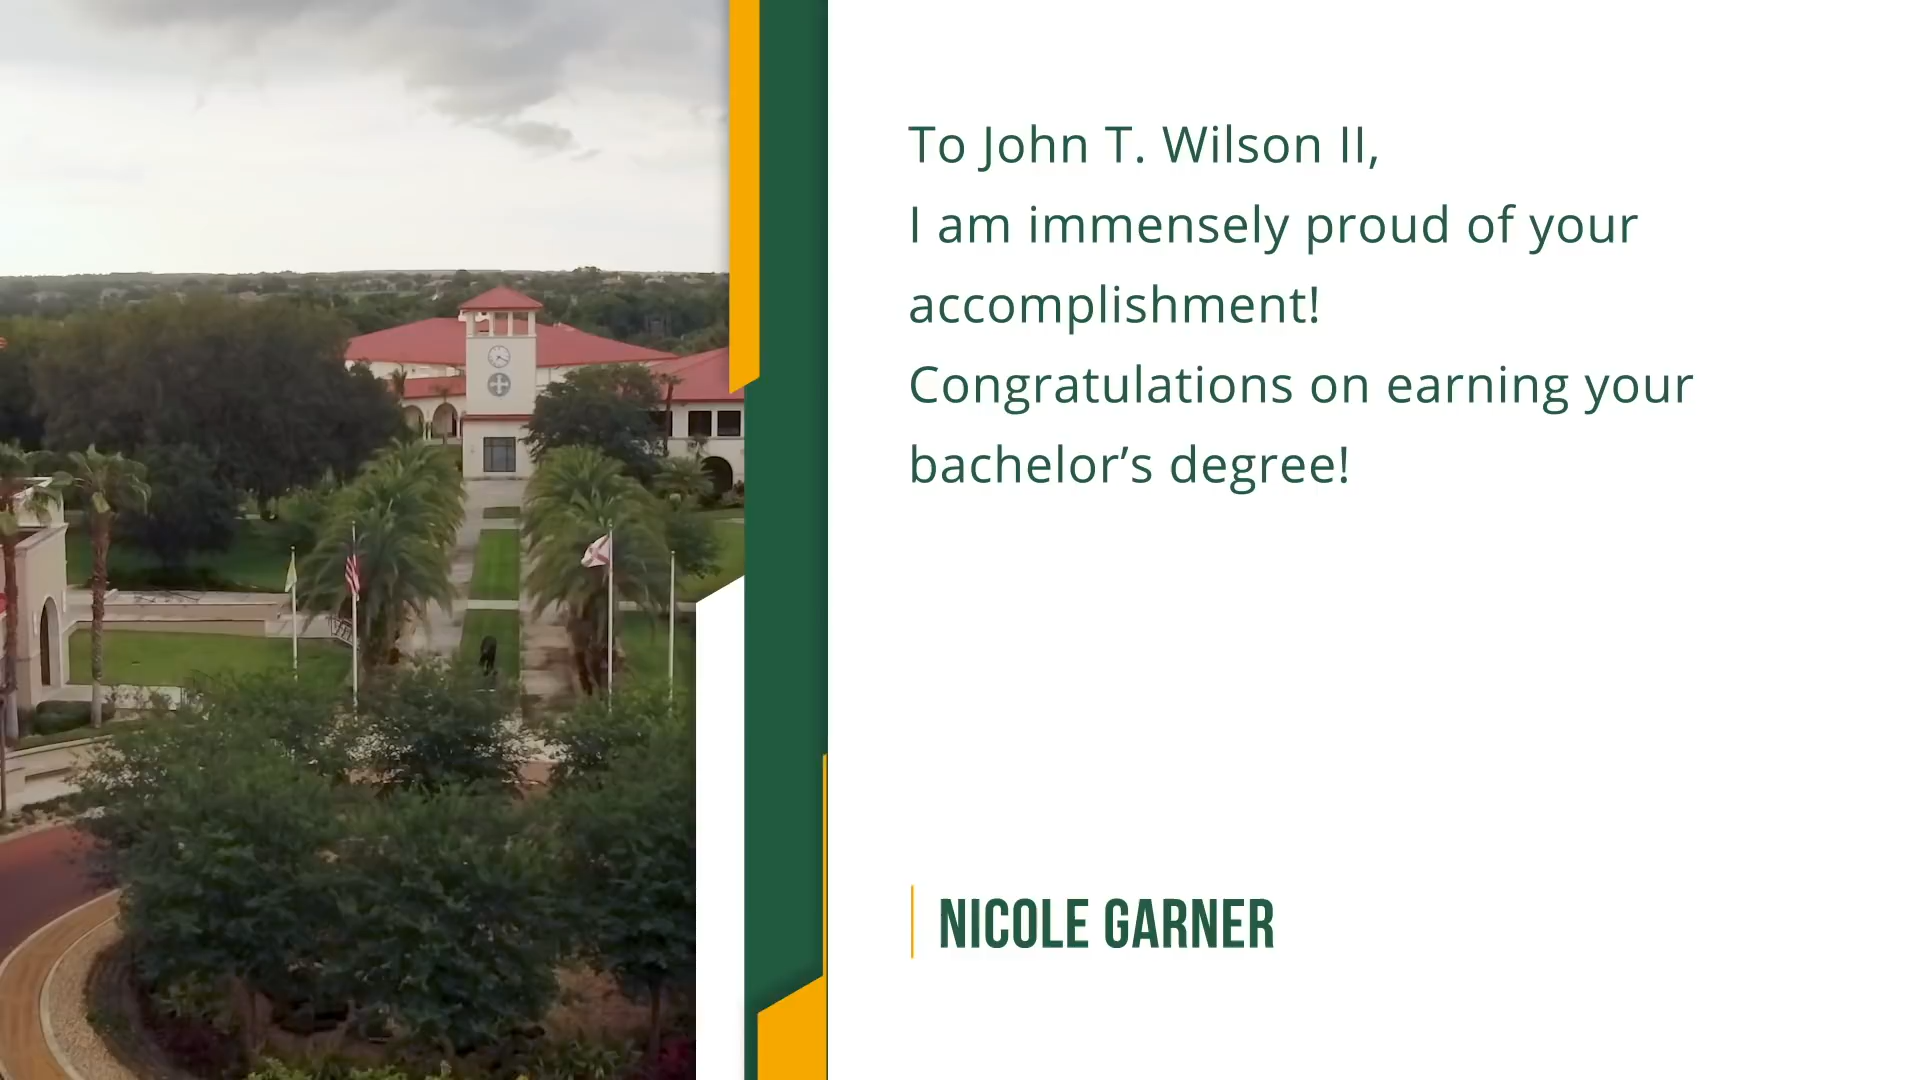 To John T. Wilson II,
I am immensely proud of your
accomplishment!
Congratulations on earning your
bachelor’s degree!
NICOLE GARNER